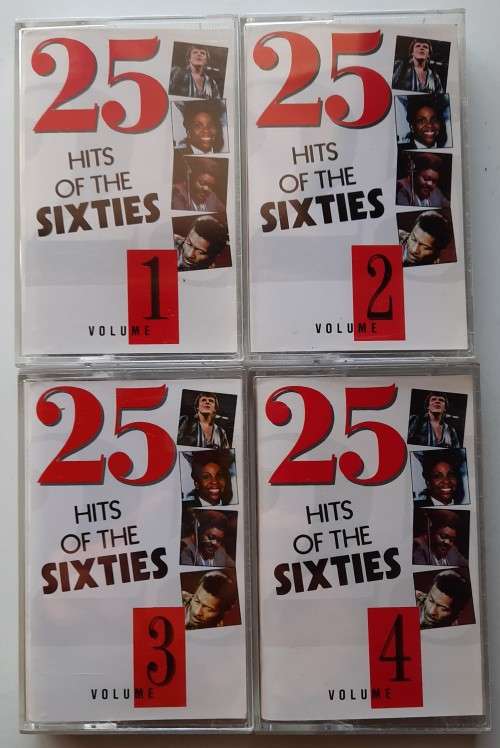 25
HITS
OF THE
SIXTIES
1
VOLUME
25
HITS
OF THE
SIXTIES
2
VOLUME
25
HITS
OF THE
SIXTIES
3
VOLUME
25
HITS
OF THE
SIXTIES
4
VOLUME